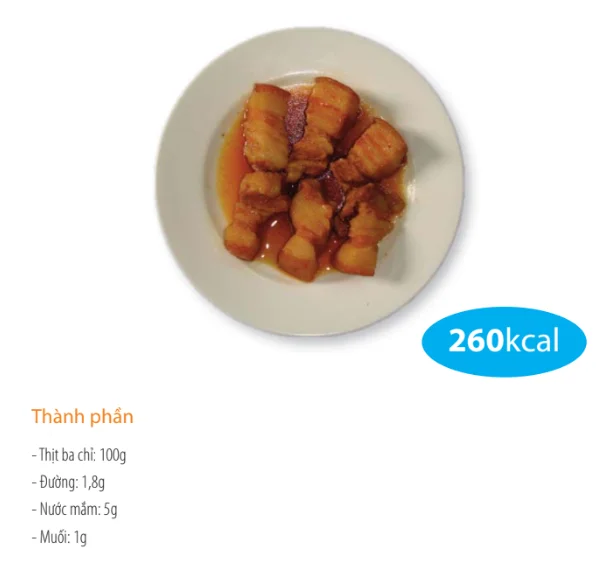 260kcal
Thành phần
- Thịt ba chỉ: 100g
- Đường: 1,8g
- Nước mắm: 5g
- Muối: 1g